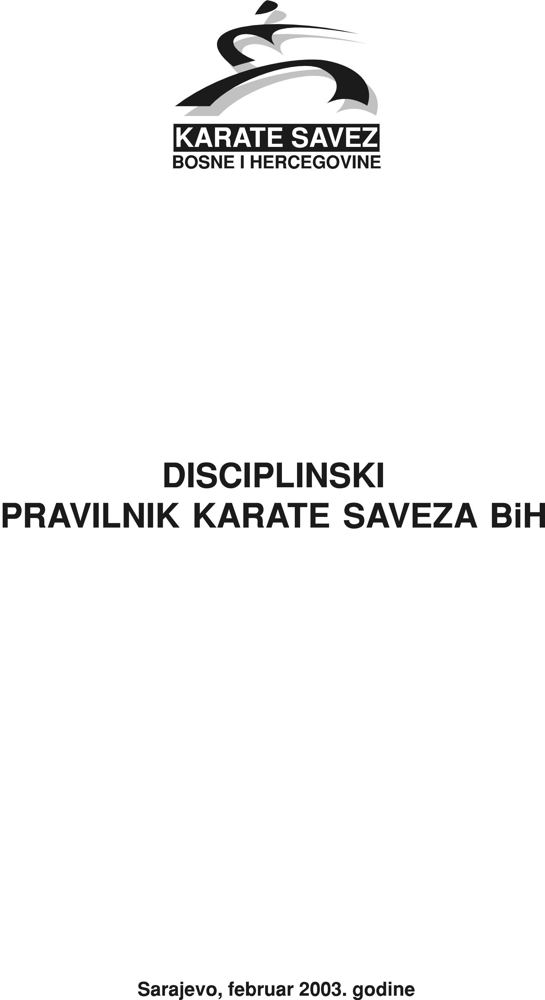 KARATE SAVEZ
BOSNE I HERCEGOVINE
DISCIPLINSKI
PRAVILNIK KARATE SAVEZA BiH
Sarajevo, februar 2003. godine